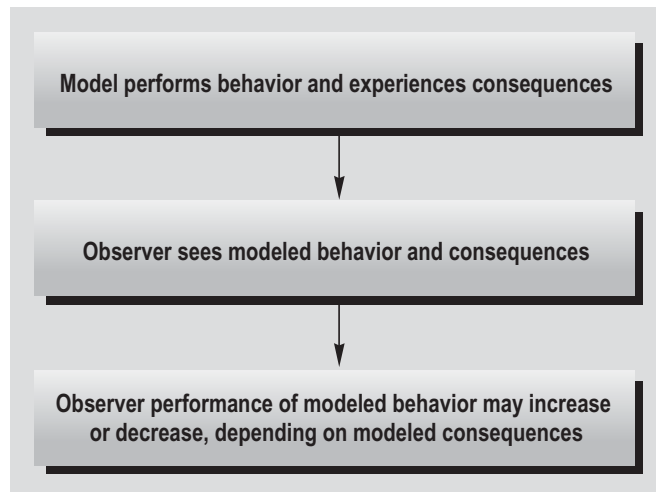 Model performs behavior and experiences consequences
Observer sees modeled behavior and consequences
Observer performance of modeled behavior may increase
or decrease, depending on modeled consequences